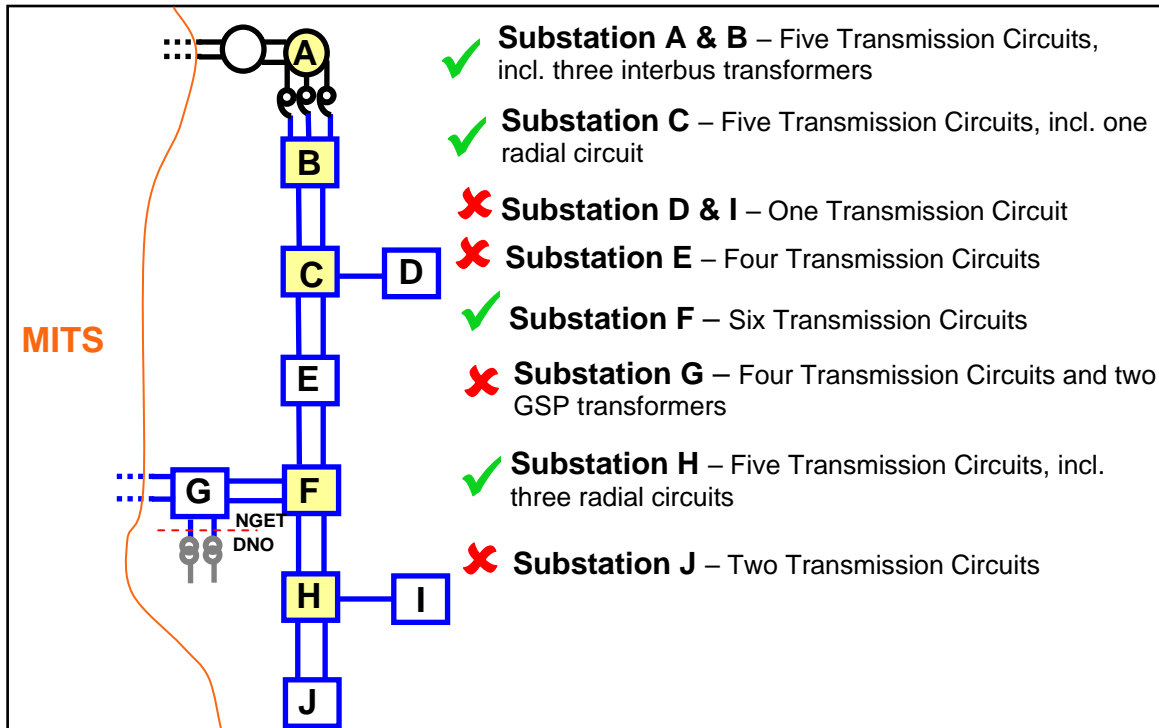 A
Substation A & B – Five Transmission Circuits,
incl. three interbus transformers
B
Substation C – Five Transmission Circuits, incl. one
radial circuit
Substation D & I – One Transmission Circuit
C
D
Substation E – Four Transmission Circuits
MITS
Substation F – Six Transmission Circuits
E
Substation G – Four Transmission Circuits and two
GSP transformers
G
F
NGET
DNO
Substation H – Five Transmission Circuits, incl.
three radial circuits
Substation J – Two Transmission Circuits
H
I
J